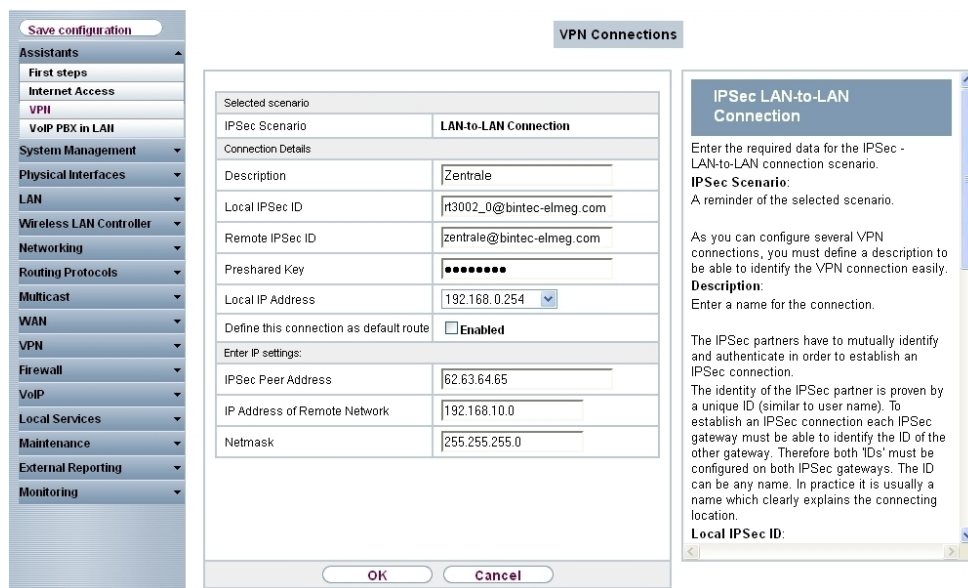 Save configuration
Assistants
First steps
Internet Access
VPN
VoIP PBX in LAN
System Management
Physical Interfaces
LAN
Wireless LAN Controller
Networking
Routing Protocols
Multicast
WAN
VPN
Firewall
VoIP
Local Services
Maintenance
External Reporting
Monitoring
VPN Connections
Selected scenario
IPSec Scenario LAN-to-LAN Connection
Connection Details
Description Zentrale
Local IPSec ID rt3002_0@bintec-elmeg.com
Remote IPSec ID zentrale@bintec-elmeg.com
Preshared Key ●●●●●●●●
Local IP Address 192.168.0.254
Define this connection as default route Enabled
Enter IP settings:
IPSec Peer Address 62.63.64.65
IP Address of Remote Network 192.168.10.0
Netmask 255.255.255.0
OK Cancel
IPSec LAN-to-LAN
Connection
Enter the required data for the IPSec -
LAN-to-LAN connection scenario.
IPSec Scenario:
A reminder of the selected scenario.
As you can configure several VPN
connections, you must define a description to
be able to identify the VPN connection easily.
Description:
Enter a name for the connection.
The IPSec partners have to mutually identify
and authenticate in order to establish an
IPSec connection.
The identity of the IPSec partner is proven by
a unique ID (similar to user name). To
establish an IPSec connection each IPSec
gateway must be able to identify the ID of the
other gateway. Therefore both 'IDs' must be
configured on both IPSec gateways. The ID
can be any name. In practice it is usually a
name which clearly explains the connecting
location.
Local IPSec ID: